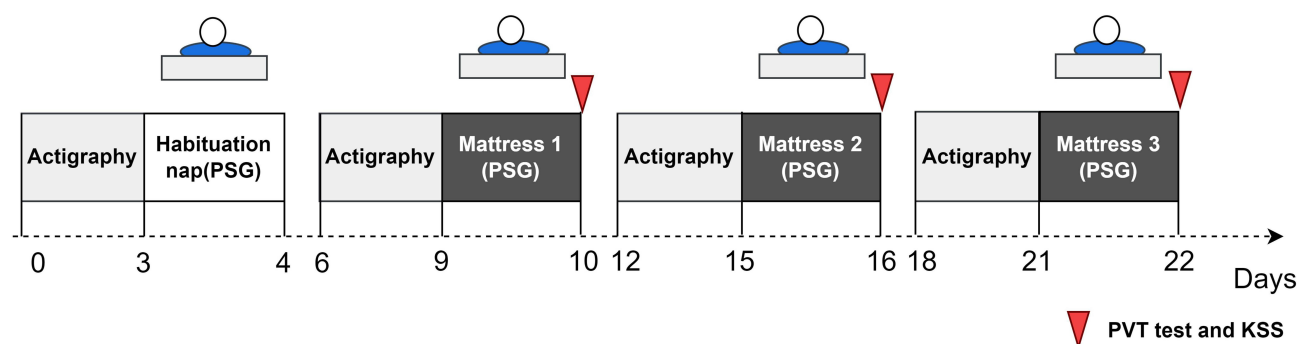 Actigraphy
Habituation
nap(PSG)
Actigraphy
Mattress 1
(PSG)
Actigraphy
Mattress 2
(PSG)
Actigraphy
Mattress 3
(PSG)
0 3 4 6 9 10 12 15 16 18 21 22
Days
PVT test and KSS